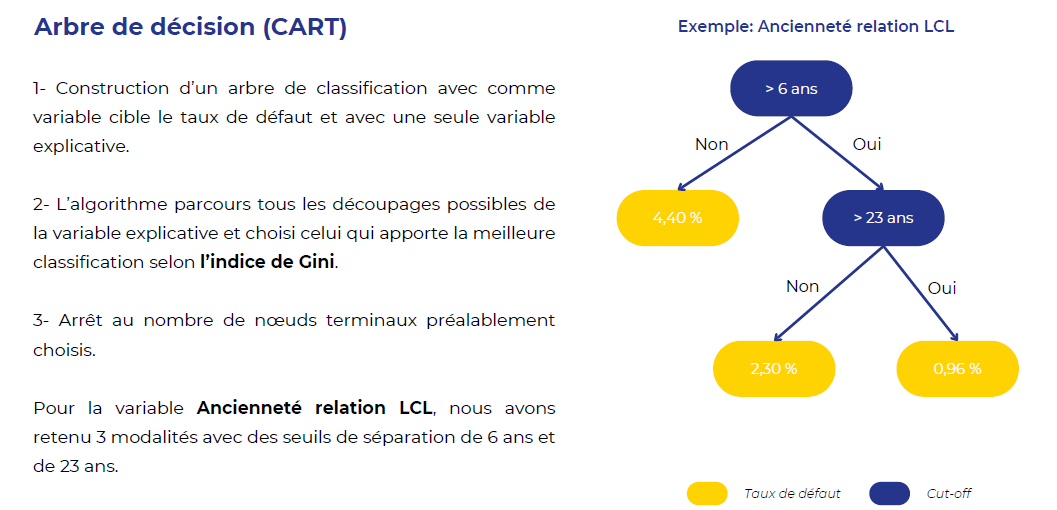 Arbre de décision (CART)
1- Construction d’un arbre de classification avec comme
variable cible le taux de défaut et avec une seule variable
explicative.
2- L’algorithme parcours tous les découpages possibles de
la variable explicative et choisi celui qui apporte la meilleure
classification selon l’indice de Gini.
3- Arrêt au nombre de nœuds terminaux préalablement
choisis.
Pour la variable Ancienneté relation LCL, nous avons
retenu 3 modalités avec des seuils de séparation de 6 ans et
de 23 ans.
Exemple: Ancienneté relation LCL
> 6 ans
Non
Oui
4,40 %
> 23 ans
Non
Oui
2,30 %
0,96 %
Taux de défaut
Cut-off